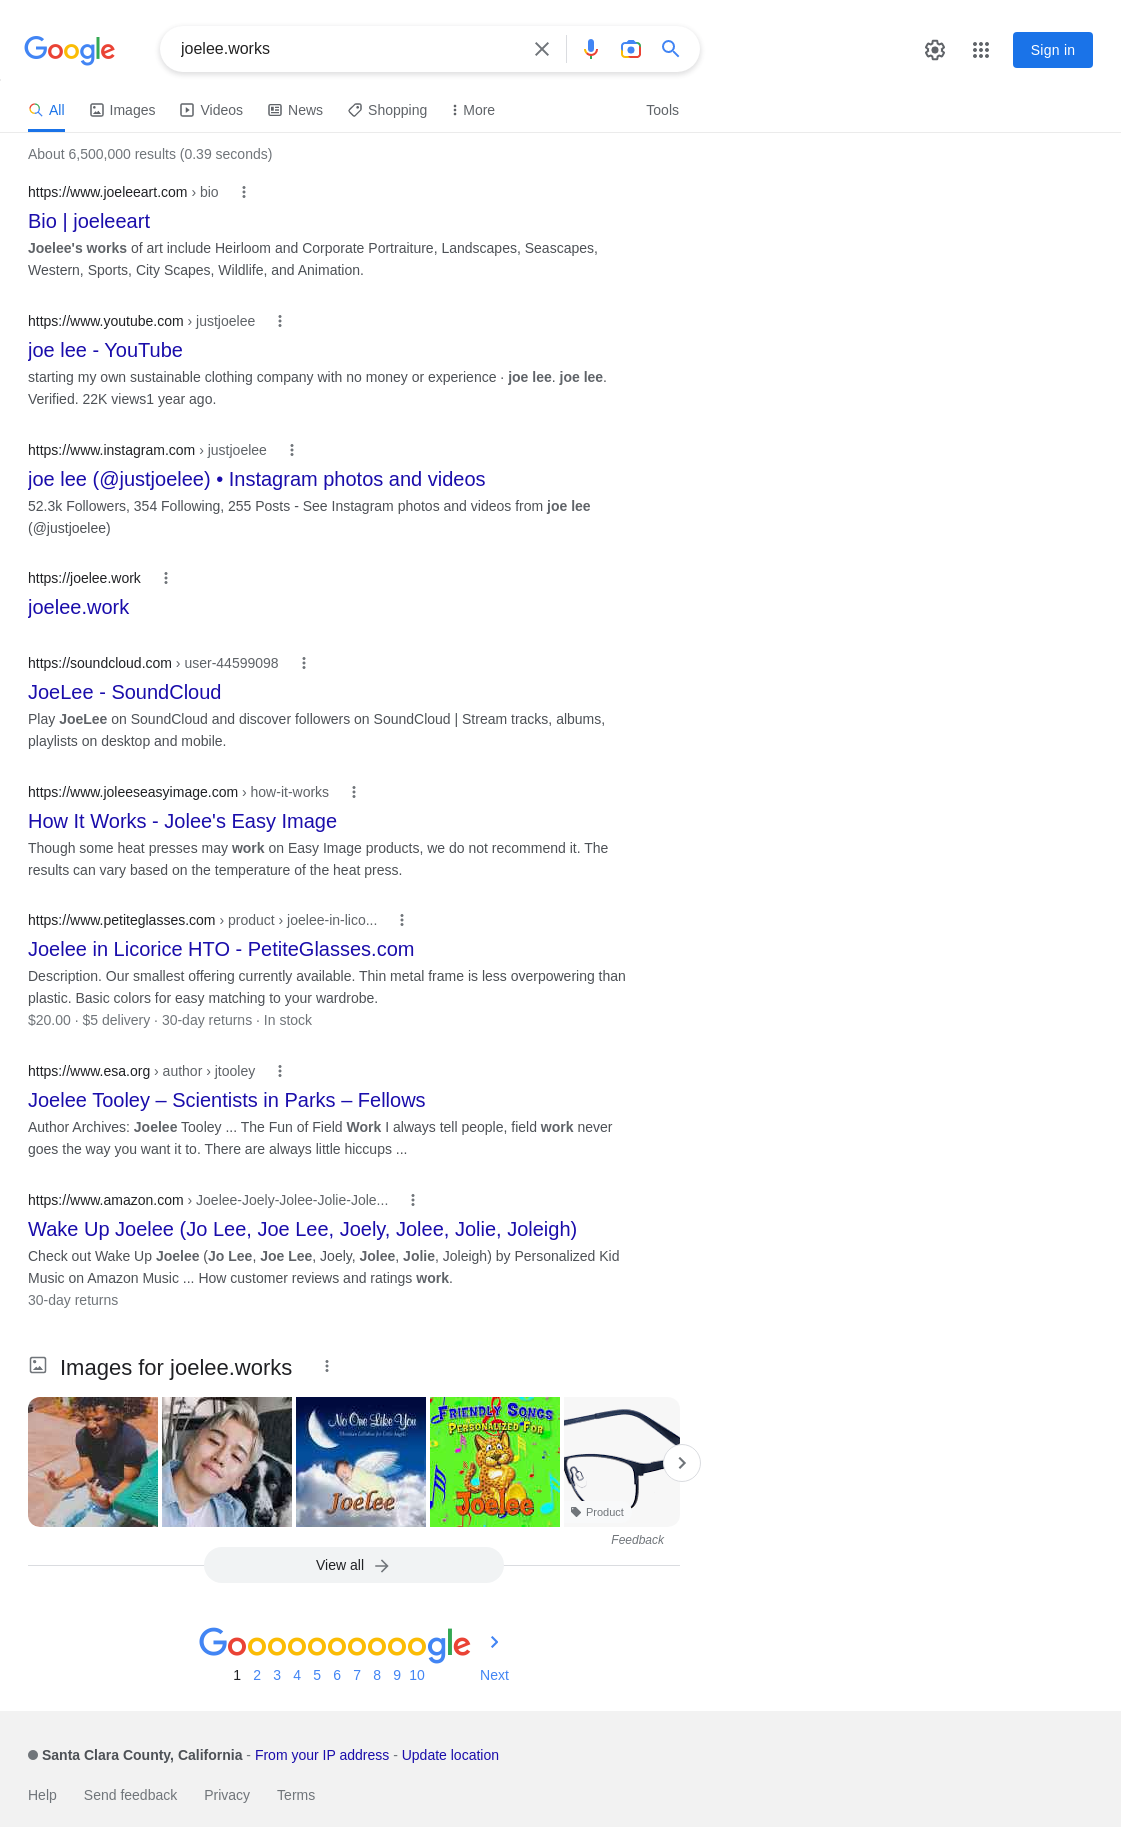 Google
joelee.works
Sign in
All
Images
Videos
News
Shopping
More
Tools
About 6,500,000 results (0.39 seconds)
https://www.joeleeart.com › bio
Bio | joeleeart
Joelee's works of art include Heirloom and Corporate Portraiture, Landscapes, Seascapes,
Western, Sports, City Scapes, Wildlife, and Animation.
https://www.youtube.com › justjoelee
joe lee - YouTube
starting my own sustainable clothing company with no money or experience · joe lee. joe lee.
Verified. 22K views1 year ago.
https://www.instagram.com › justjoelee
joe lee (@justjoelee) • Instagram photos and videos
52.3k Followers, 354 Following, 255 Posts - See Instagram photos and videos from joe lee
(@justjoelee)
https://joelee.work
joelee.work
https://soundcloud.com › user-44599098
JoeLee - SoundCloud
Play JoeLee on SoundCloud and discover followers on SoundCloud | Stream tracks, albums,
playlists on desktop and mobile.
https://www.joleeseasyimage.com › how-it-works
How It Works - Jolee's Easy Image
Though some heat presses may work on Easy Image products, we do not recommend it. The
results can vary based on the temperature of the heat press.
https://www.petiteglasses.com › product › joelee-in-lico...
Joelee in Licorice HTO - PetiteGlasses.com
Description. Our smallest offering currently available. Thin metal frame is less overpowering than
plastic. Basic colors for easy matching to your wardrobe.
$20.00 · $5 delivery · 30-day returns · In stock
https://www.esa.org › author › jtooley
Joelee Tooley – Scientists in Parks – Fellows
Author Archives: Joelee Tooley ... The Fun of Field Work I always tell people, field work never
goes the way you want it to. There are always little hiccups ...
https://www.amazon.com › Joelee-Joely-Jolee-Jolie-Jole...
Wake Up Joelee (Jo Lee, Joe Lee, Joely, Jolee, Jolie, Joleigh)
Check out Wake Up Joelee (Jo Lee, Joe Lee, Joely, Jolee, Jolie, Joleigh) by Personalized Kid
Music on Amazon Music ... How customer reviews and ratings work.
30-day returns
Images for joelee.works
No One Like You
Joelee
FRIENDLY SONGS
PERSONALIZED FOR
Joelee
Product
Feedback
View all
Goooooooooogle
1 2 3 4 5 6 7 8 9 10 Next
Santa Clara County, California - From your IP address - Update location
Help Send feedback Privacy Terms